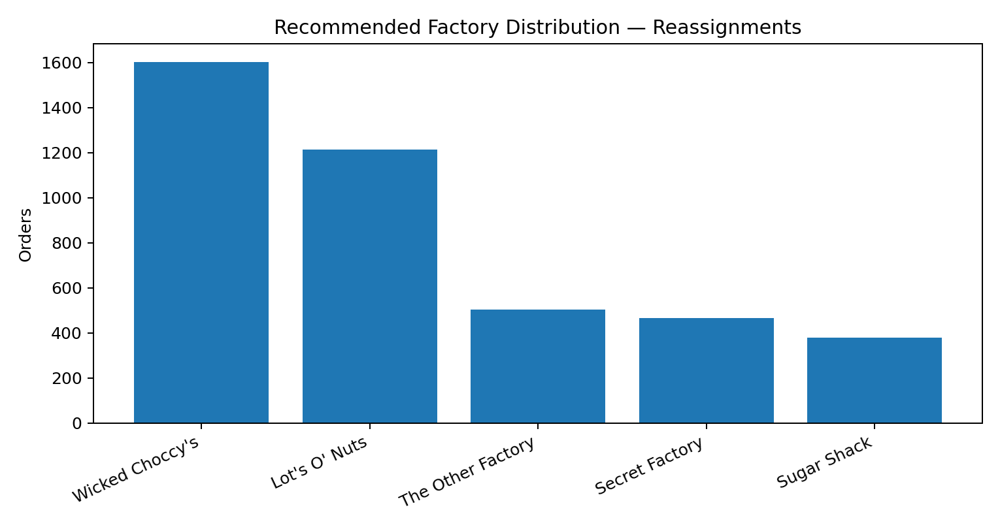 Recommended Factory Distribution — Reassignments
Orders
1600
1400
1200
1000
800
600
400
200
0
Wicked Choccy's
Lot's O' Nuts
The Other Factory
Secret Factory
Sugar Shack